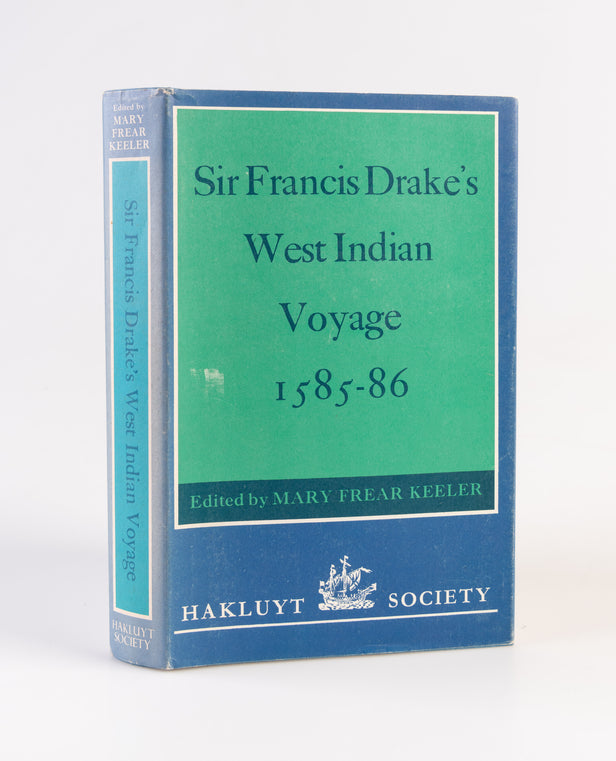 Edited by
MARY
FREAR
KEELER
Sir Francis Drake's West Indian Voyage
HAKLUYT
SOCIETY
Sir Francis Drake's
West Indian
Voyage
1585-86
Edited by MARY FREAR KEELER
HAKLUYT SOCIETY